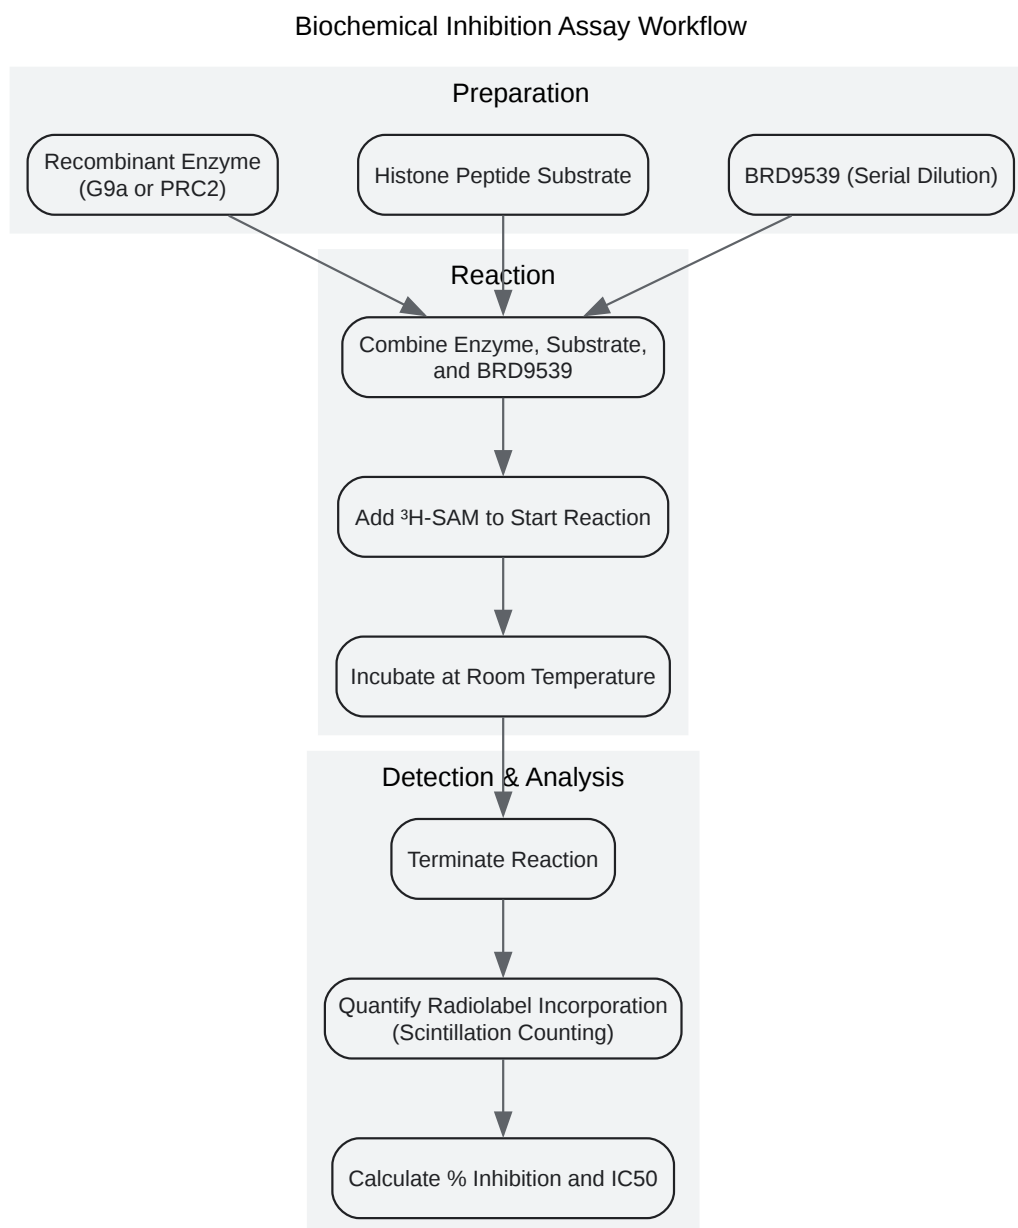 Biochemical Inhibition Assay Workflow
Preparation
Recombinant Enzyme
(G9a or PRC2)
Histone Peptide Substrate
BRD9539 (Serial Dilution)
Reaction
Combine Enzyme, Substrate,
and BRD9539
Add ³H-SAM to Start Reaction
Incubate at Room Temperature
Detection & Analysis
Terminate Reaction
Quantify Radiolabel Incorporation
(Scintillation Counting)
Calculate % Inhibition and IC50